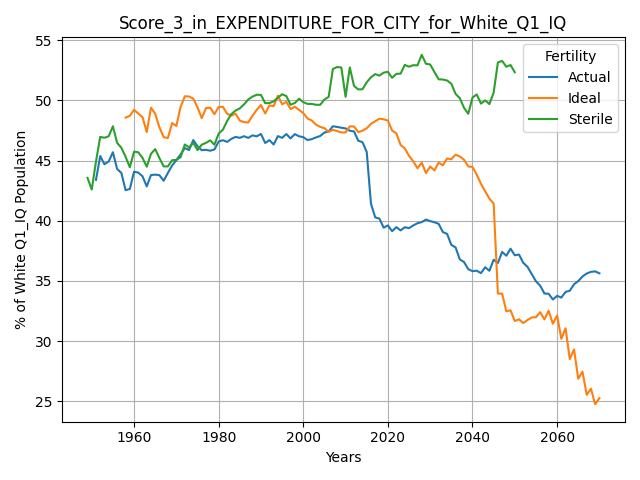 Score_3_in_EXPENDITURE_FOR_CITY_for_White_Q1_IQ
Fertility
Actual
Ideal
Sterile
% of White Q1_IQ Population
55
50
45
40
35
30
25
1960
1980
2000
2020
2040
2060
Years